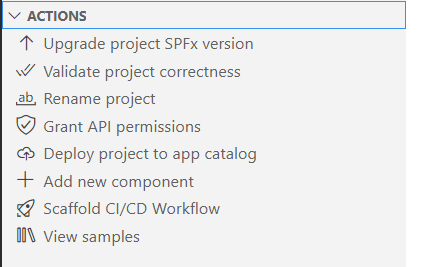 ACTIONS
Upgrade project SPFx version
Validate project correctness
ab Rename project
Grant API permissions
Deploy project to app catalog
Add new component
Scaffold CI/CD Workflow
View samples